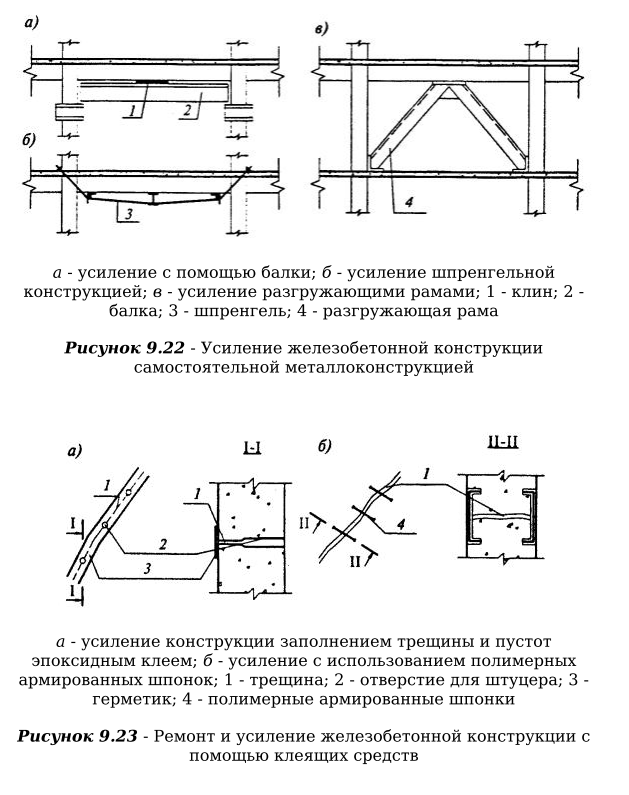 а)
в)
1
2
б)
3
4
а - усиление с помощью балки; б - усиление шпренгельной
конструкцией; в - усиление разгружающими рамами; 1 - клин; 2 -
балка; 3 - шпренгель; 4 - разгружающая рама
Рисунок 9.22 - Усиление железобетонной конструкции
самостоятельной металлоконструкцией
а)
I-I
б)
II-II
1
1
1
I
2
3
I
II
4
II
а - усиление конструкции заполнением трещины и пустот
эпоксидным клеем; б - усиление с использованием полимерных
армированных шпонок; 1 - трещина; 2 - отверстие для штуцера; 3 -
герметик; 4 - полимерные армированные шпонки
Рисунок 9.23 - Ремонт и усиление железобетонной конструкции с
помощью клеящих средств